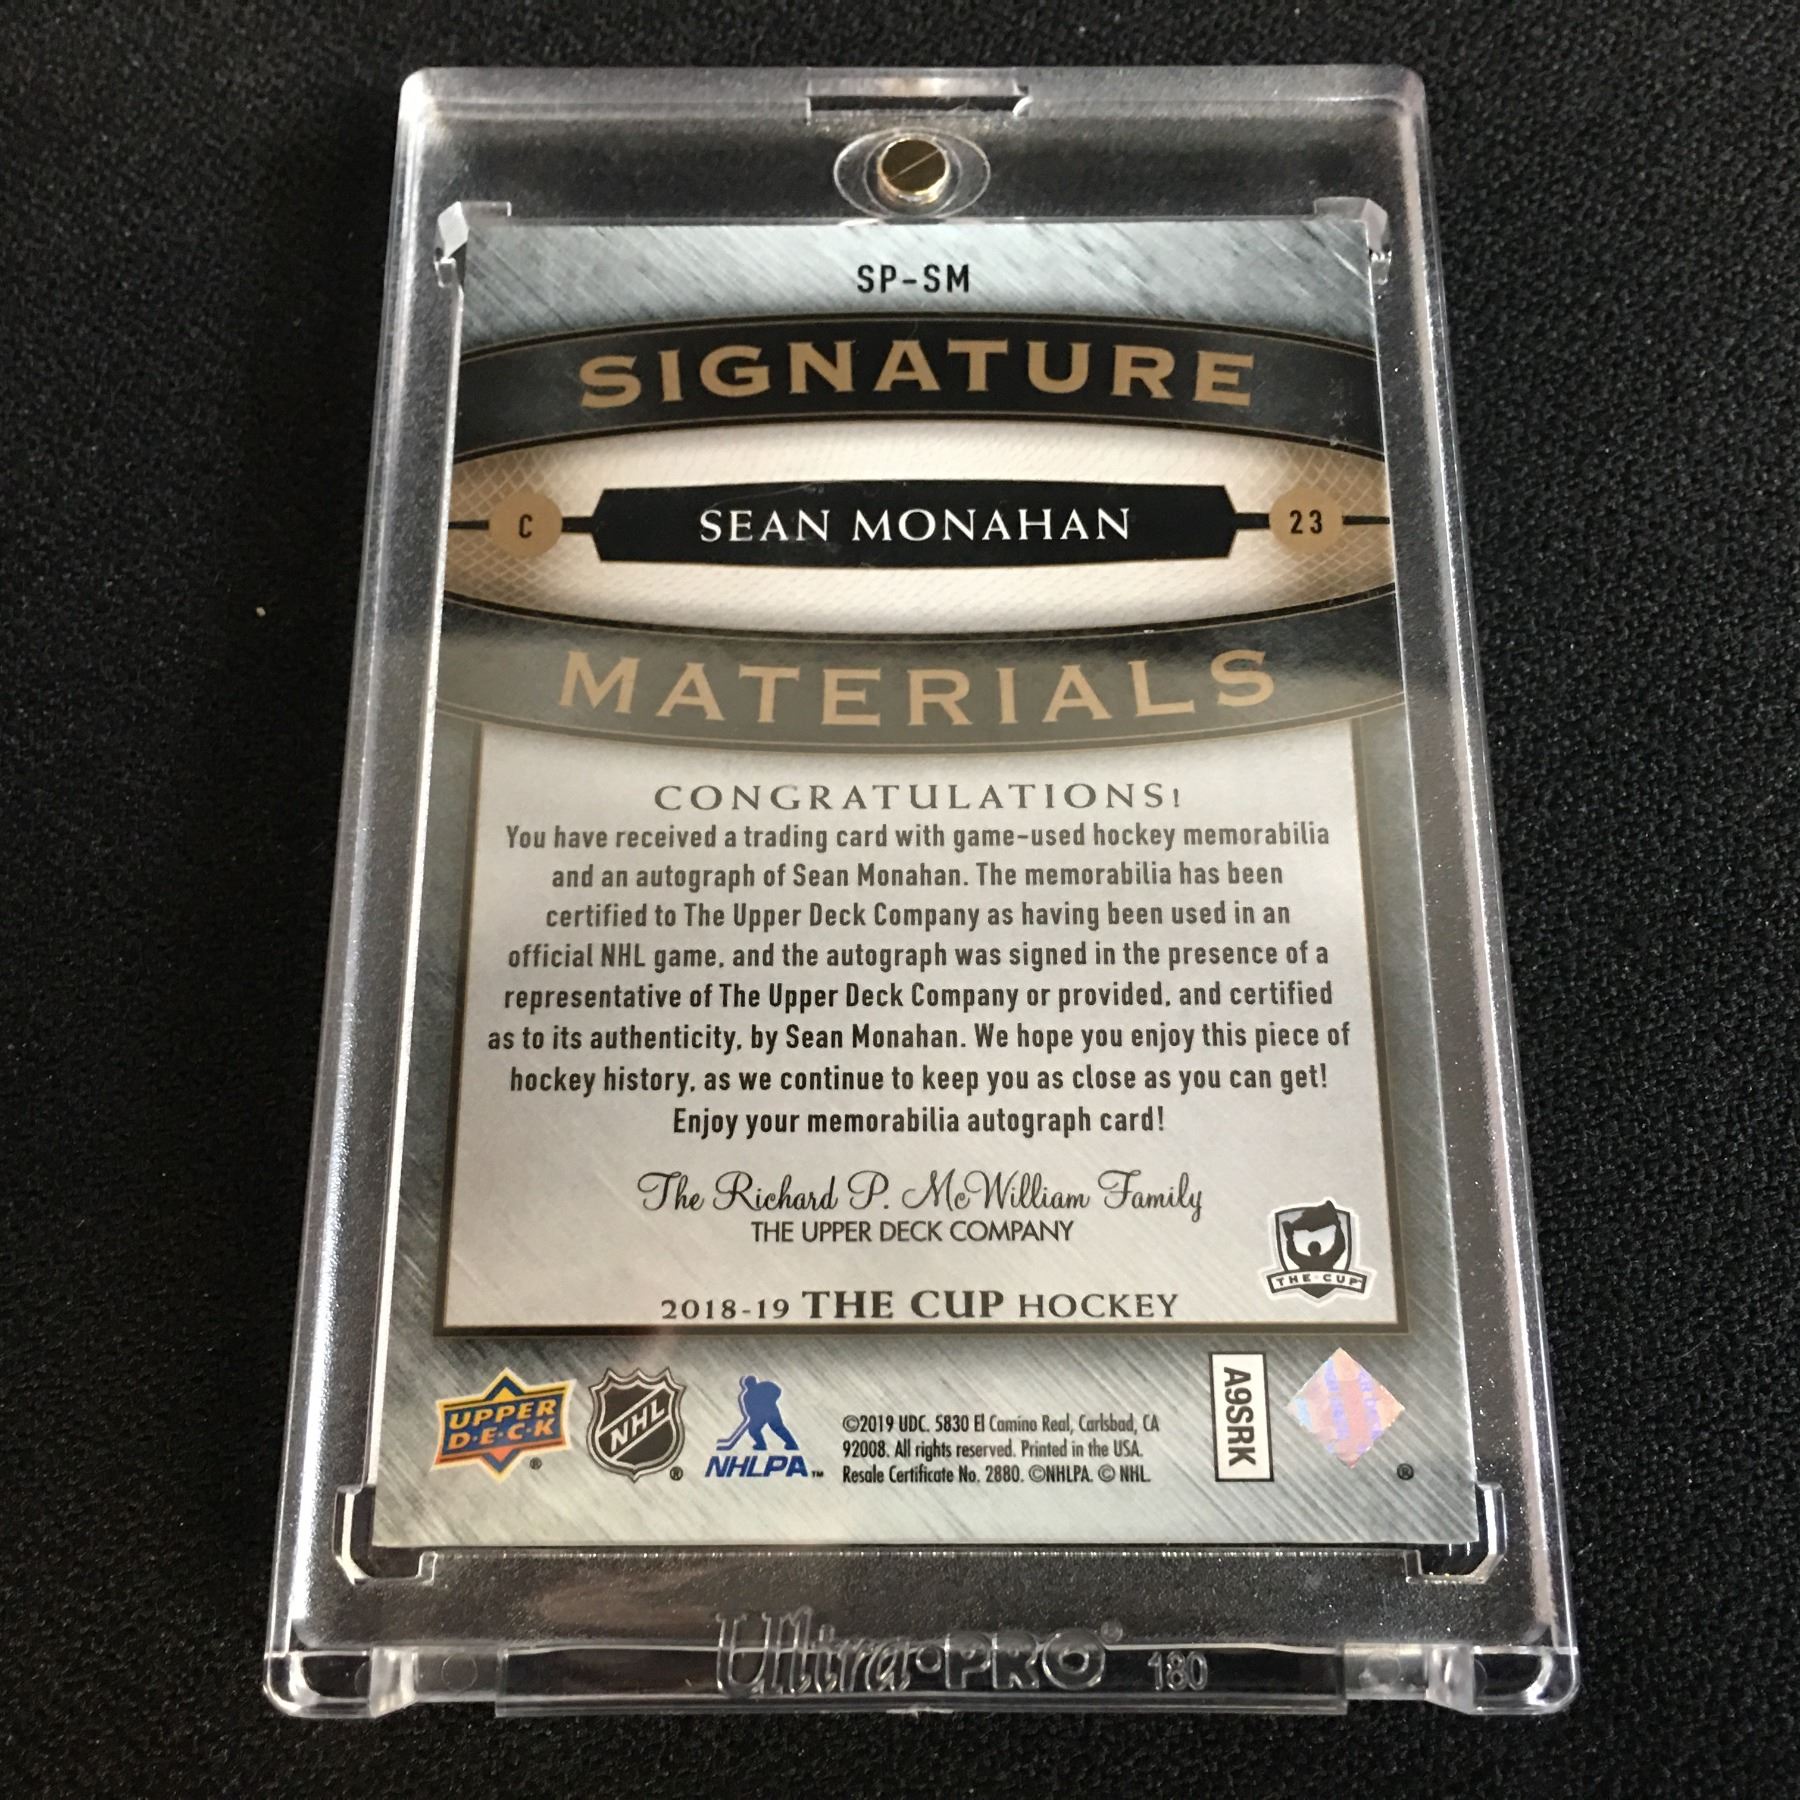 SP-SM
SIGNATURE
C SEAN MONAHAN 23
MATERIALS
CONGRATULATIONS!
You have received a trading card with game-used hockey memorabilia
and an autograph of Sean Monahan. The memorabilia has been
certified to The Upper Deck Company as having been used in an
official NHL game, and the autograph was signed in the presence of a
representative of The Upper Deck Company or provided, and certified
as to its authenticity, by Sean Monahan. We hope you enjoy this piece of
hockey history, as we continue to keep you as close as you can get!
Enjoy your memorabilia autograph card!
The Richard P. McWilliam Family
THE UPPER DECK COMPANY
THE·CUP
2018-19 THE CUP HOCKEY
UPPER
D·E·C·K ®
NHL ®
NHLPA™
©2019 UDC. 5830 El Camino Real, Carlsbad, CA
92008. All rights reserved. Printed in the USA.
Resale Certificate No. 2880. ©NHLPA. © NHL.
A9SRK
®
Ultra·PRO® 180